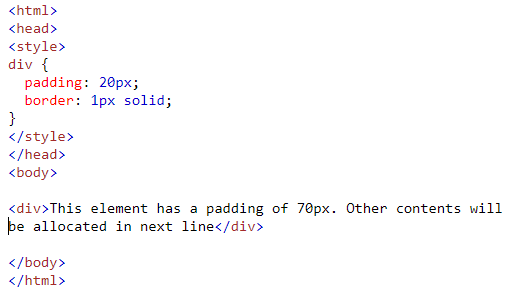 <html>
<head>
<style>
div {
  padding: 20px;
  border: 1px solid;
}
</style>
</head>
<body>
<div>This element has a padding of 70px. Other contents will
be allocated in next line</div>
</body>
</html>